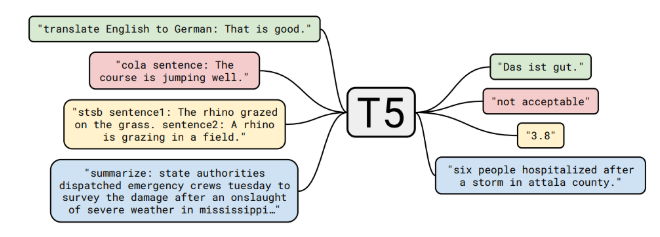 "translate English to German: That is good."
"cola sentence: The
course is jumping well."
"stsb sentence1: The rhino grazed
on the grass. sentence2: A rhino
is grazing in a field."
"summarize: state authorities
dispatched emergency crews tuesday to
survey the damage after an onslaught
of severe weather in mississippi…"
T5
"Das ist gut."
"not acceptable"
"3.8"
"six people hospitalized after
a storm in attala county."